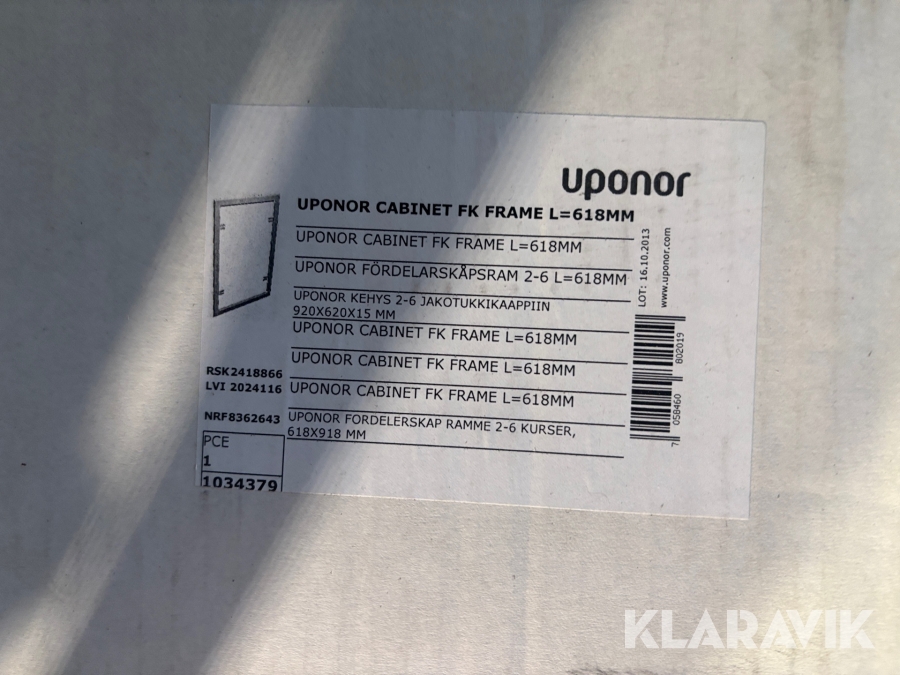 uponor
UPONOR CABINET FK FRAME L=618MM
UPONOR CABINET FK FRAME L=618MM
UPONOR FÖRDELARSKÅPSRAM 2-6 L=618MM
UPONOR KEHYS 2-6 JAKOTUKKIKAAPPIIN
920X620X15 MM
UPONOR CABINET FK FRAME L=618MM
UPONOR CABINET FK FRAME L=618MM
UPONOR CABINET FK FRAME L=618MM
UPONOR FORDELERSKAP RAMME 2-6 KURSER,
618X918 MM
LOT: 16.10.2013
www.uponor.com
7 058460 802019
RSK2418866
LVI 2024116
NRF8362643
PCE
1
1034379
KLARAVIK